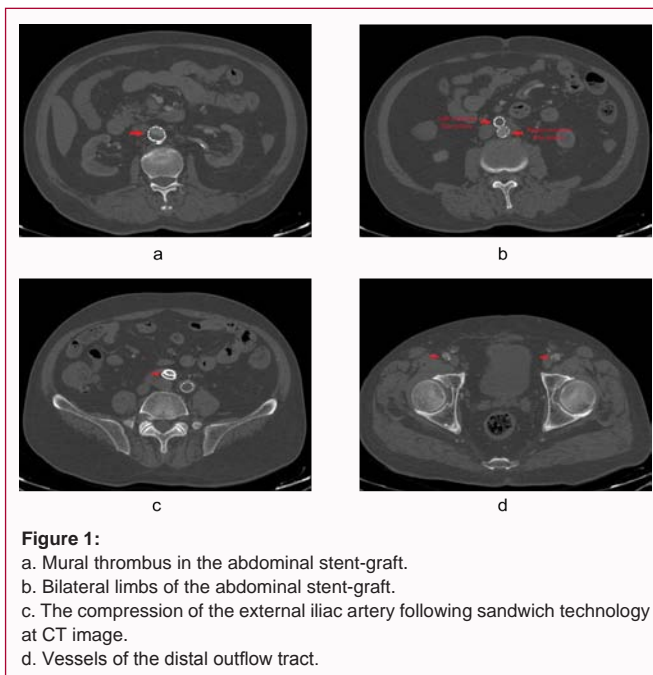 a
b
c
d
Figure 1:
a. Mural thrombus in the abdominal stent-graft.
b. Bilateral limbs of the abdominal stent-graft.
c. The compression of the external iliac artery following sandwich technology
at CT image.
d. Vessels of the distal outflow tract.